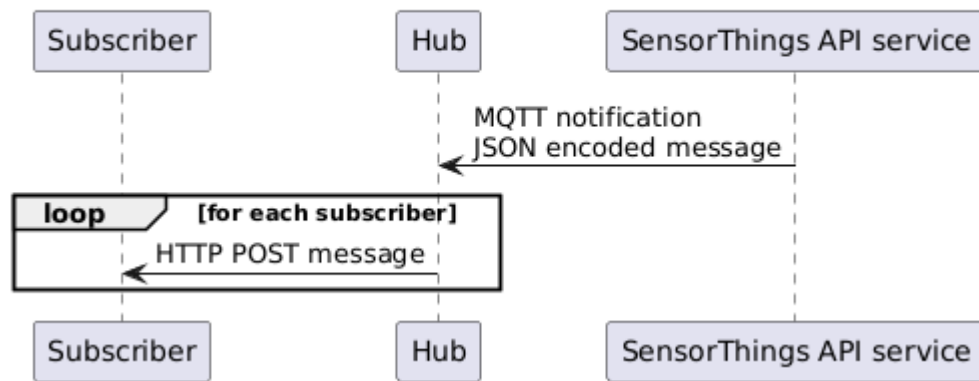 Subscriber
Hub
SensorThings API service
MQTT notification
JSON encoded message
loop
[for each subscriber]
HTTP POST message
Subscriber
Hub
SensorThings API service